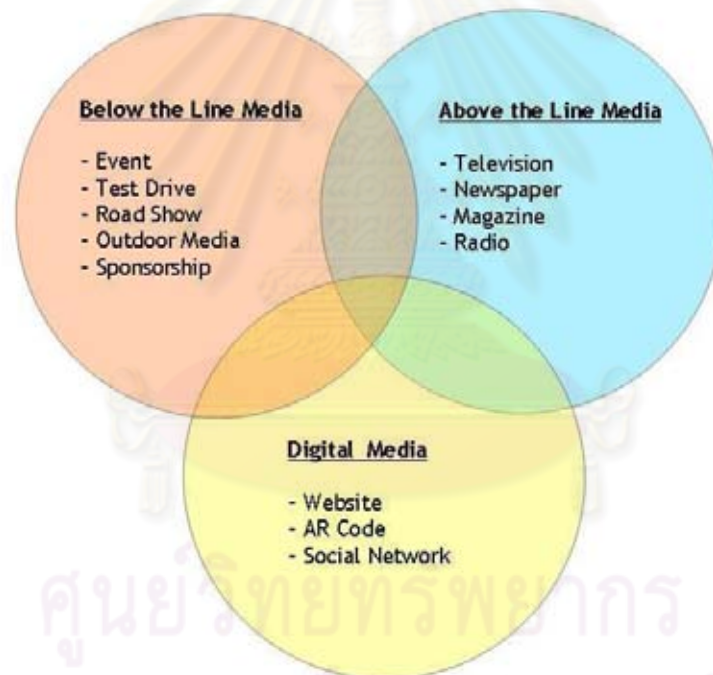 Below the Line Media
- Event
- Test Drive
- Road Show
- Outdoor Media
- Sponsorship
Above the Line Media
- Television
- Newspaper
- Magazine
- Radio
Digital Media
- Website
- AR Code
- Social Network
ศูนย์วิทยทรัพยากร